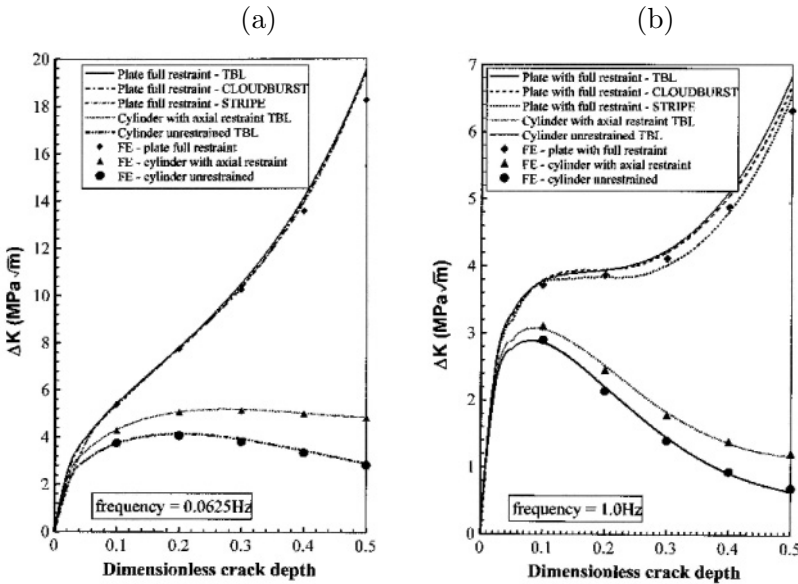 (a)
20
18
16
14
12
10
8
6
4
2
0
ΔK (MPa √m)
Plate full restraint - TBL
Plate full restraint - CLOUDBURST
Plate full restraint - STRIPE
Cylinder with axial restraint TBL
Cylinder unrestrained TBL
FE - plate full restraint
FE - cylinder with axial restraint
FE - cylinder unrestrained
frequency = 0.0625Hz
0 0.1 0.2 0.3 0.4 0.5
Dimensionless crack depth
(b)
7
6
5
4
3
2
1
0
ΔK (MPa √m)
Plate with full restraint - TBL
Plate with full restraint - CLOUDBURST
Plate with full restraint - STRIPE
Cylinder with axial restraint TBL
Cylinder unrestrained TBL
FE - plate with full restraint
FE - cylinder with axial restraint
FE - cylinder unrestrained
frequency = 1.0Hz
0 0.1 0.2 0.3 0.4 0.5
Dimensionless crack depth